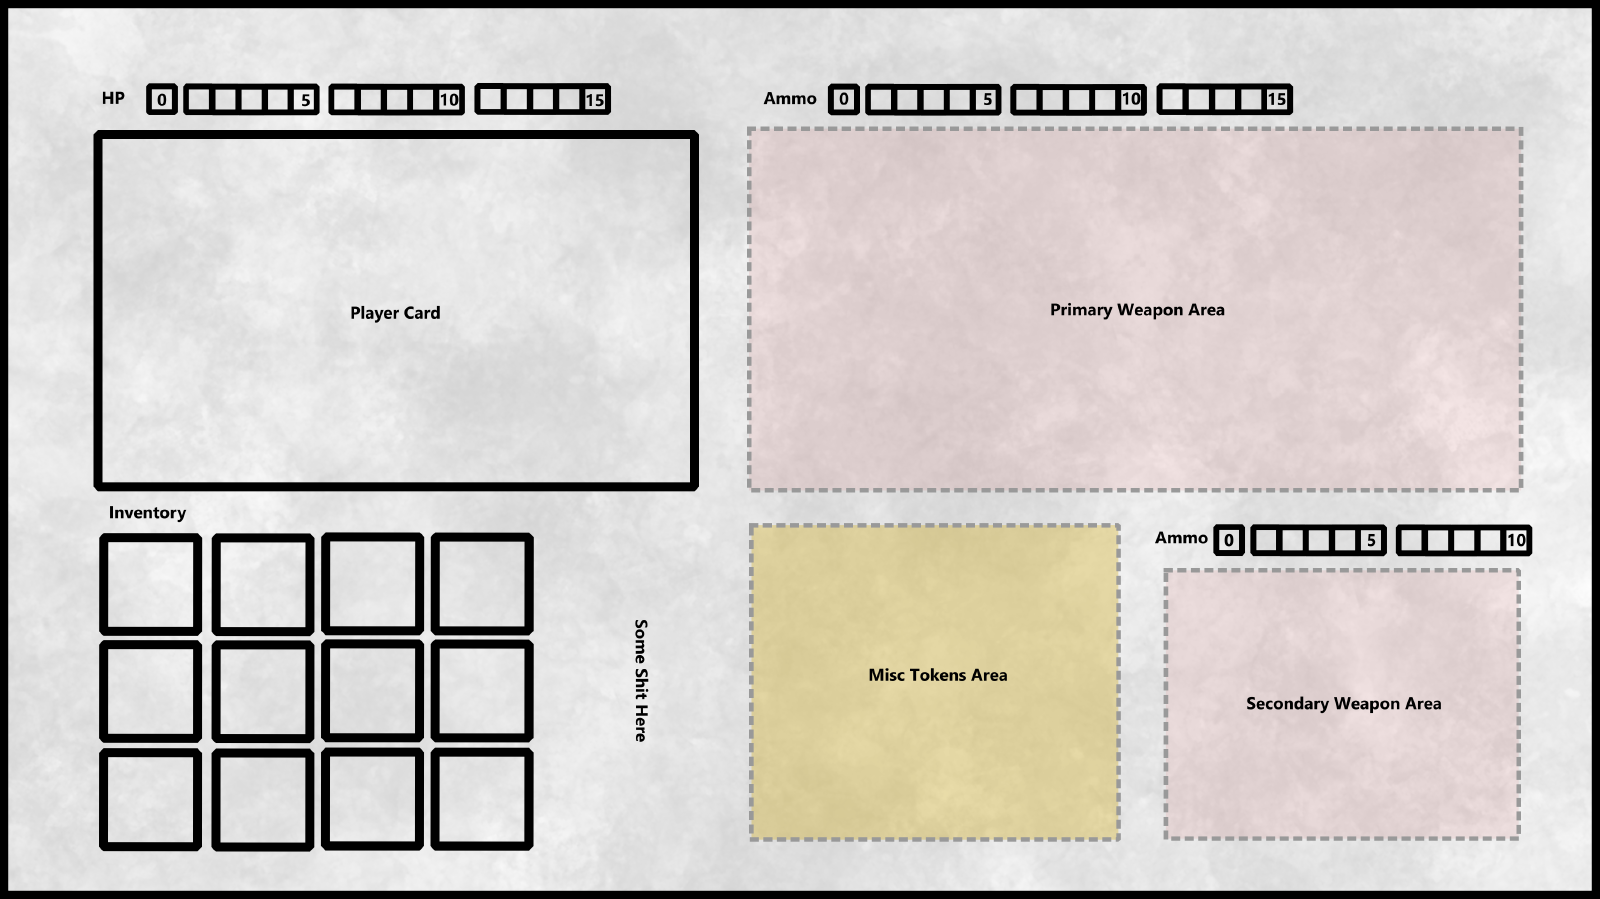 HP 0 5 10 15
Ammo 0 5 10 15
Player Card
Primary Weapon Area
Inventory
Some Shit Here
Misc Tokens Area
Ammo 0 5 10
Secondary Weapon Area